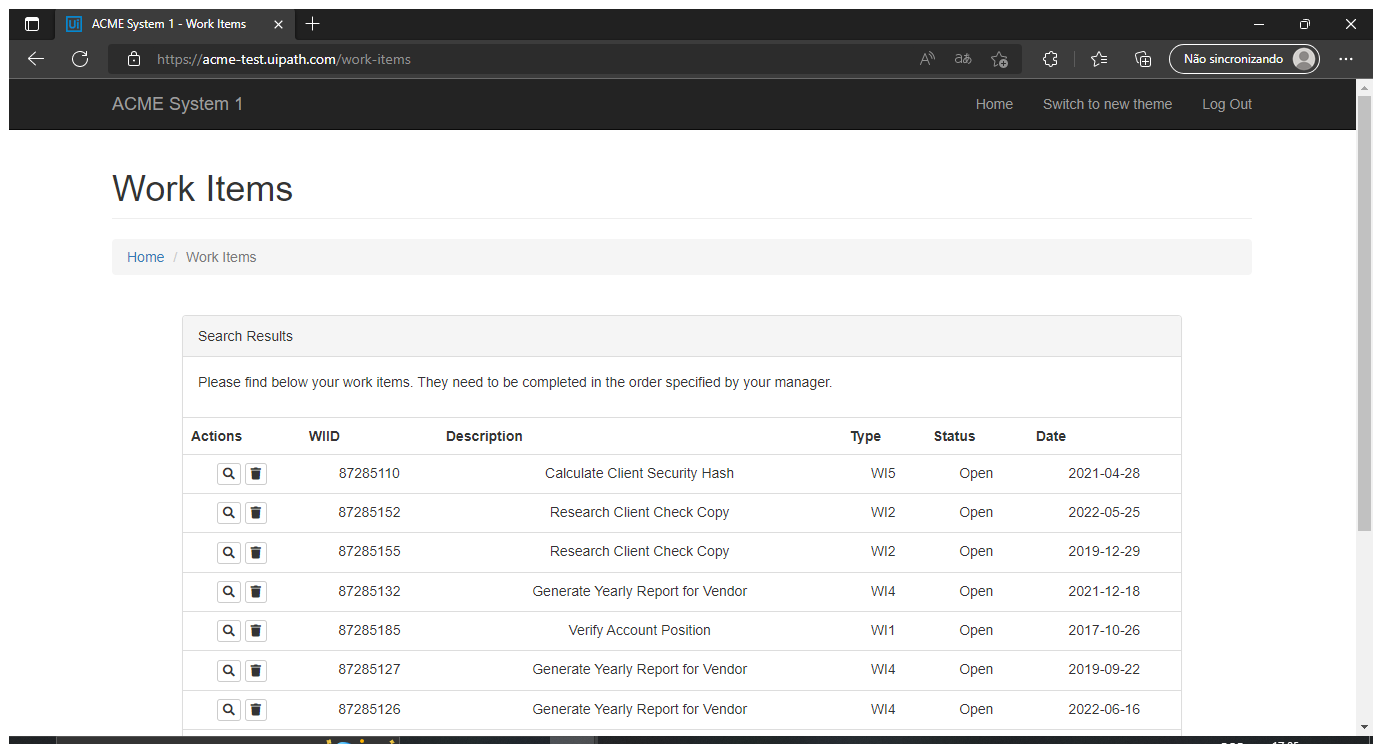 ACME System 1 - Work Items
https://acme-test.uipath.com/work-items
Não sincronizando
ACME System 1 Home Switch to new theme Log Out
Work Items
Home / Work Items
Search Results
Please find below your work items. They need to be completed in the order specified by your manager.
Actions WIID Description Type Status Date
87285110 Calculate Client Security Hash WI5 Open 2021-04-28
87285152 Research Client Check Copy WI2 Open 2022-05-25
87285155 Research Client Check Copy WI2 Open 2019-12-29
87285132 Generate Yearly Report for Vendor WI4 Open 2021-12-18
87285185 Verify Account Position WI1 Open 2017-10-26
87285127 Generate Yearly Report for Vendor WI4 Open 2019-09-22
87285126 Generate Yearly Report for Vendor WI4 Open 2022-06-16